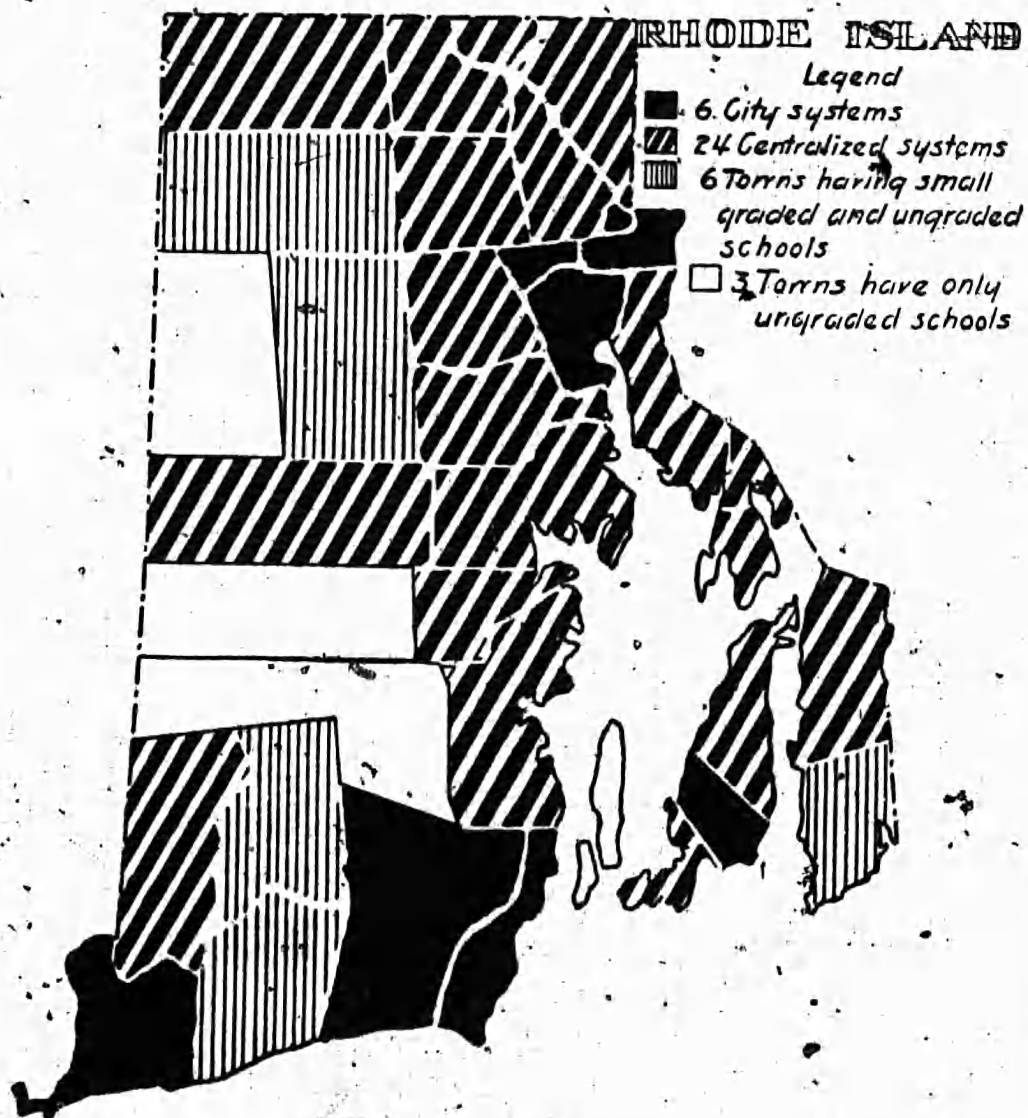 RHODE ISLAND
Legend
6. City systems
24 Centralized systems
6 Towns having small
graded and ungraded
schools
3 Towns have only
ungraded schools